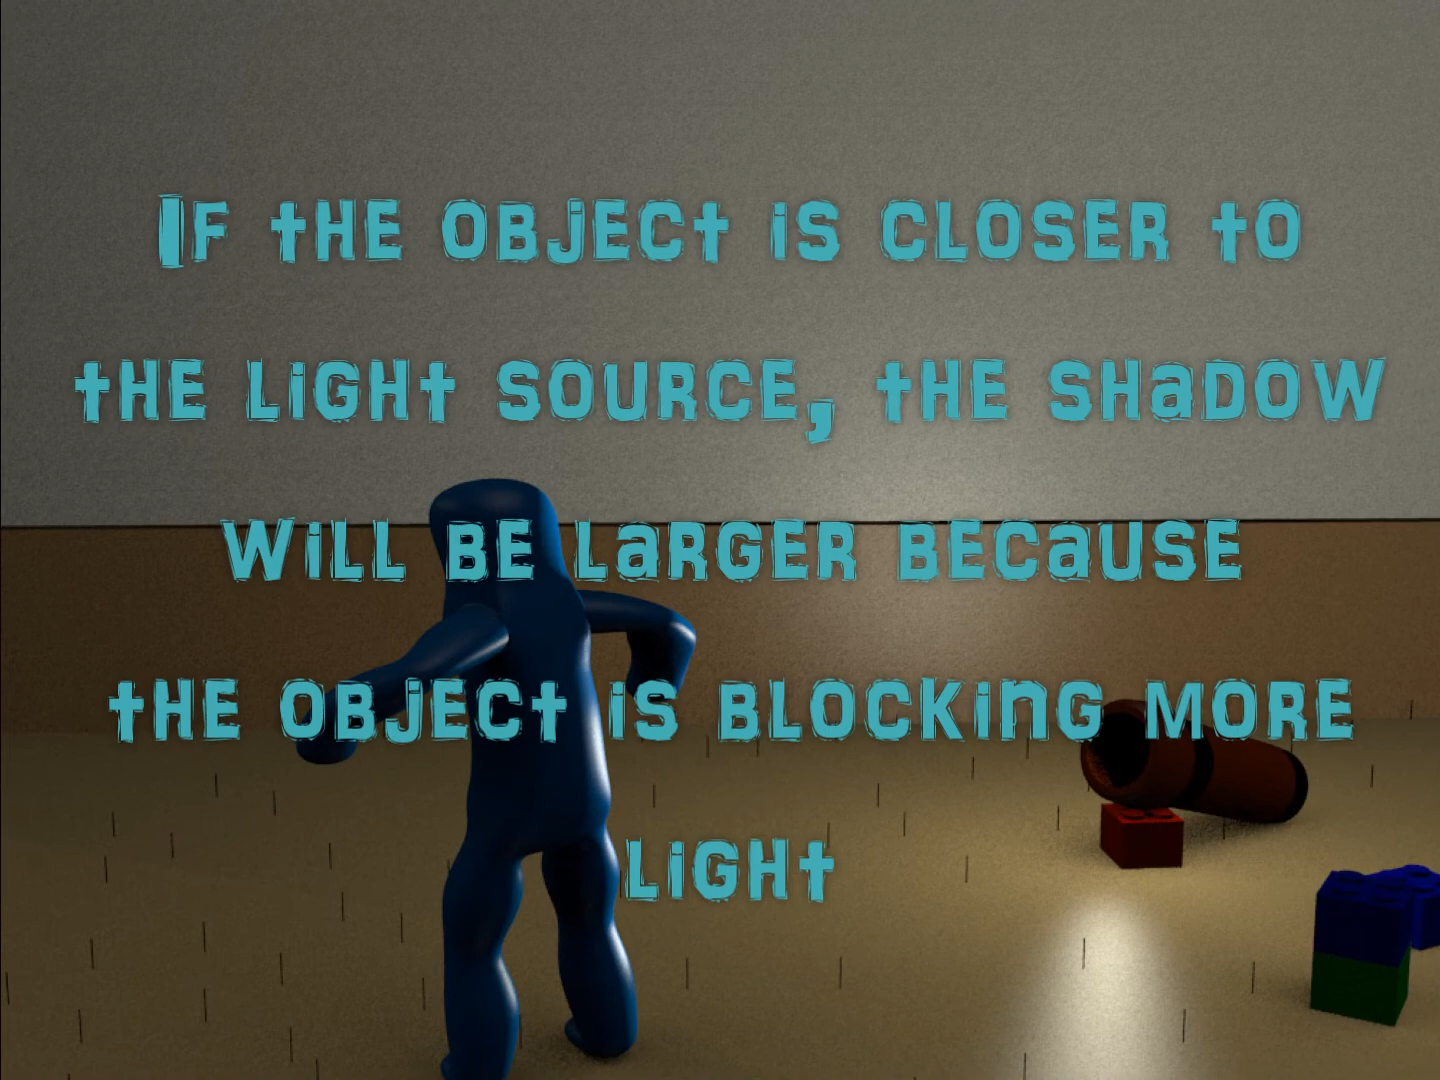 If the object is closer to
the light source, the shadow
will be larger because
the object is blocking more
light